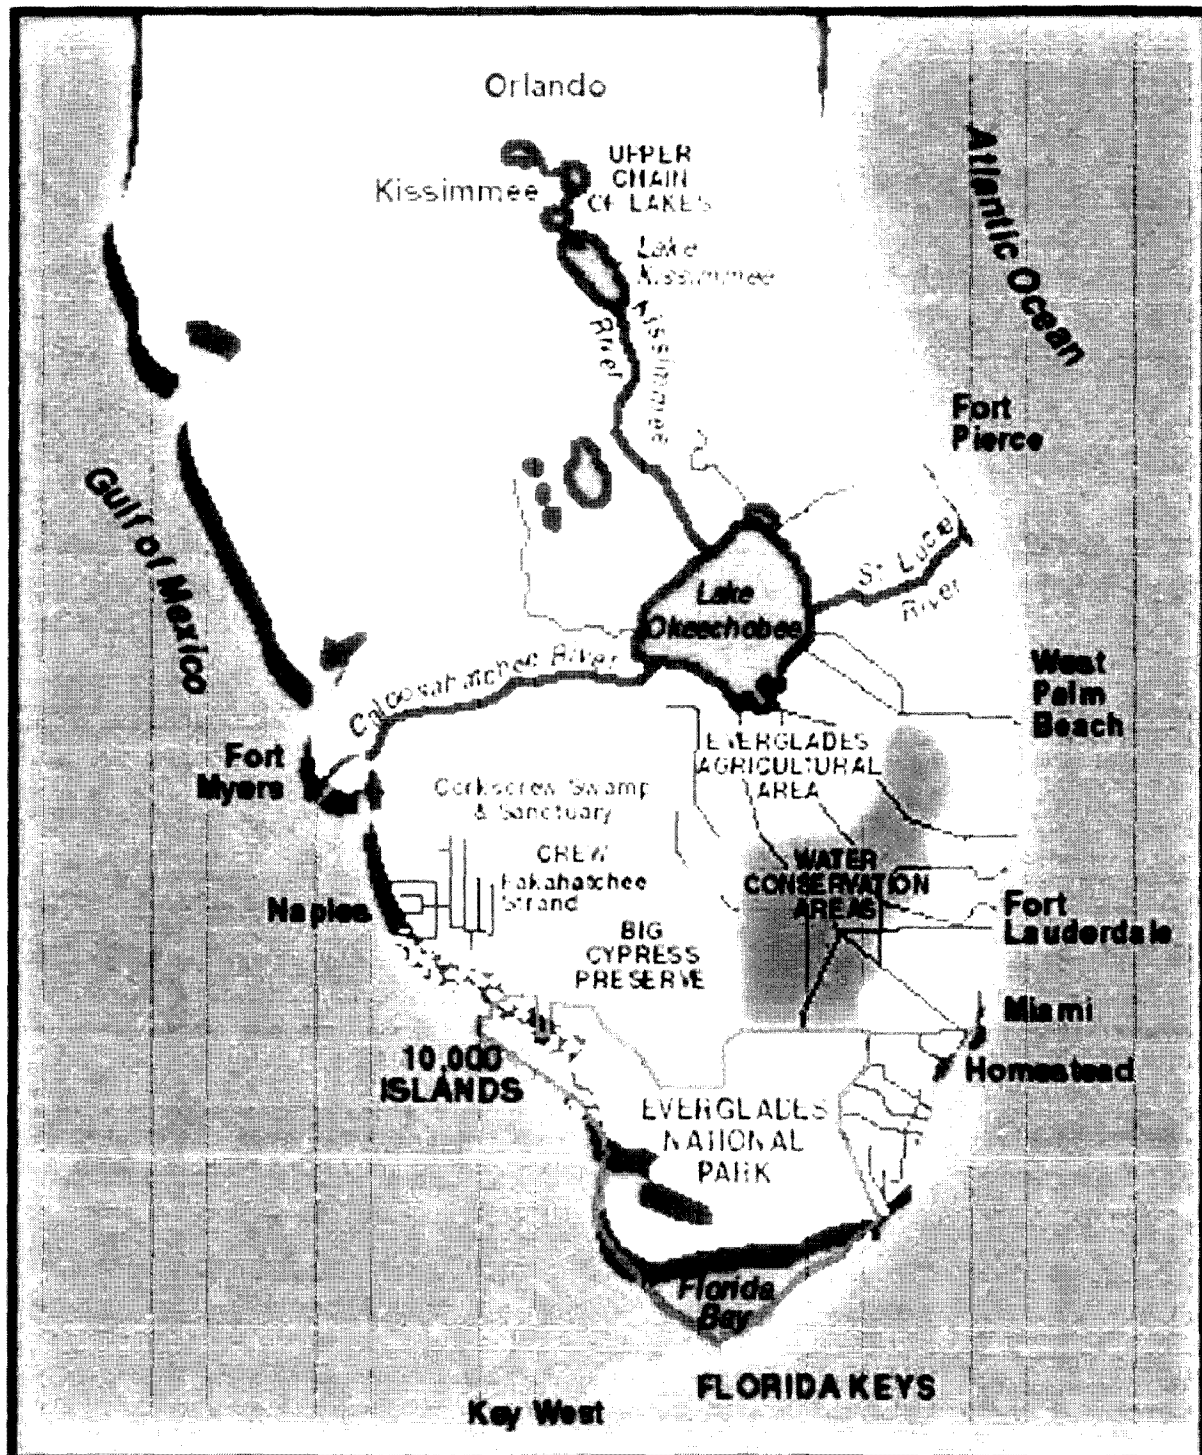 Orlando
UPPER
CHAIN
OF LAKES
Kissimmee
Lake
Kissimmee
Kissimmee
River
Atlantic Ocean
Fort
Pierce
Gulf of Mexico
St. Lucie
River
Lake
Okeechobee
Caloosahatchee River
West
Palm
Beach
Fort
Myers
EVERGLADES
AGRICULTURAL
AREA
Corkscrew Swamp
& Sanctuary
CREW
Fakahatchee
Strand
WATER
CONSERVATION
AREAS
Naples
Fort
Lauderdale
BIG
CYPRESS
PRESERVE
Miami
Homestead
10,000
ISLANDS
EVERGLADES
NATIONAL
PARK
Florida
Bay
FLORIDA KEYS
Key West